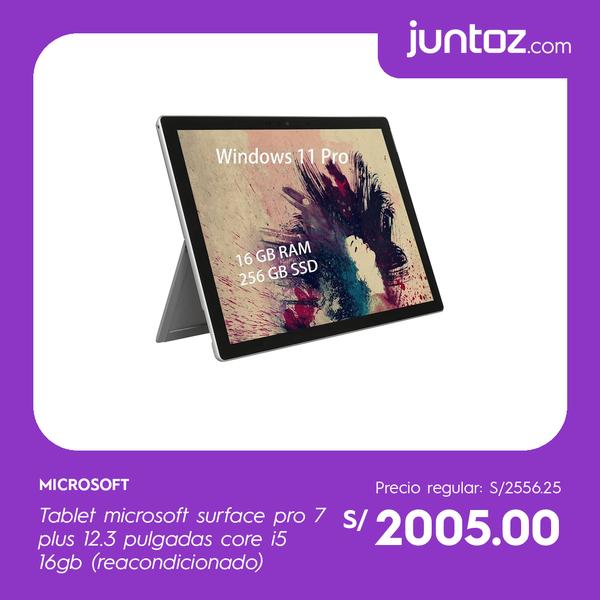 juntoz.com
Windows 11 Pro
16 GB RAM
256 GB SSD
MICROSOFT
Tablet microsoft surface pro 7
plus 12.3 pulgadas core i5
16gb (reacondicionado)
Precio regular: S/2556.25
S/ 2005.00